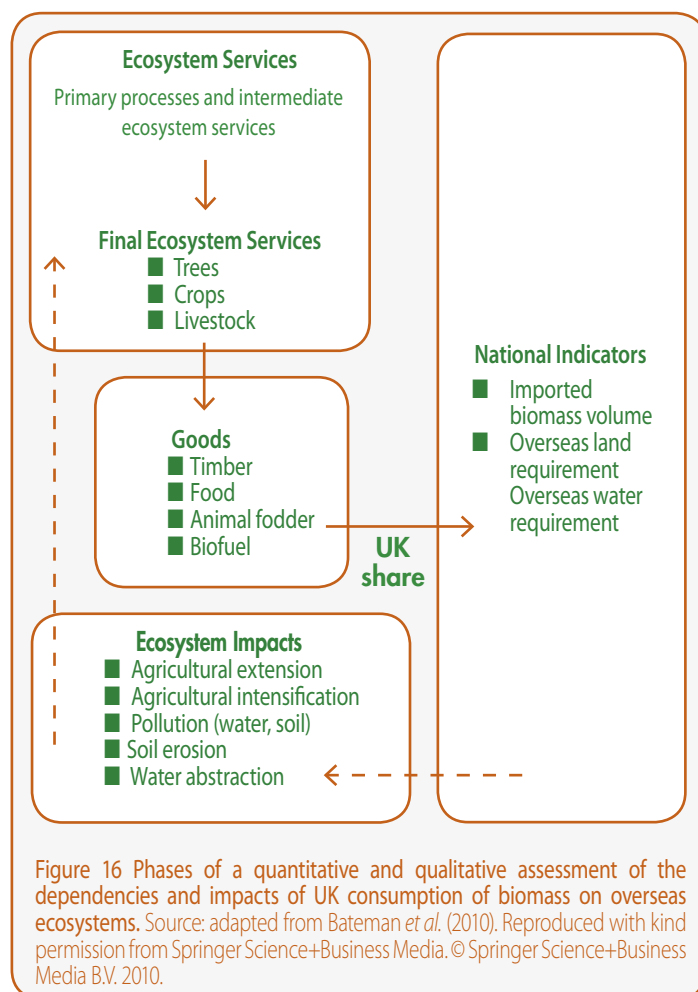 Ecosystem Services
Primary processes and intermediate
ecosystem services
Final Ecosystem Services
■ Trees
■ Crops
■ Livestock
Goods
■ Timber
■ Food
■ Animal fodder
■ Biofuel
UK
share
National Indicators
■ Imported
biomass volume
■ Overseas land
requirement
Overseas water
requirement
Ecosystem Impacts
■ Agricultural extension
■ Agricultural intensification
■ Pollution (water, soil)
■ Soil erosion
■ Water abstraction
Figure 16 Phases of a quantitative and qualitative assessment of the
dependencies and impacts of UK consumption of biomass on overseas
ecosystems. Source: adapted from Bateman et al. (2010). Reproduced with kind
permission from Springer Science+Business Media. © Springer Science+Business
Media B.V. 2010.